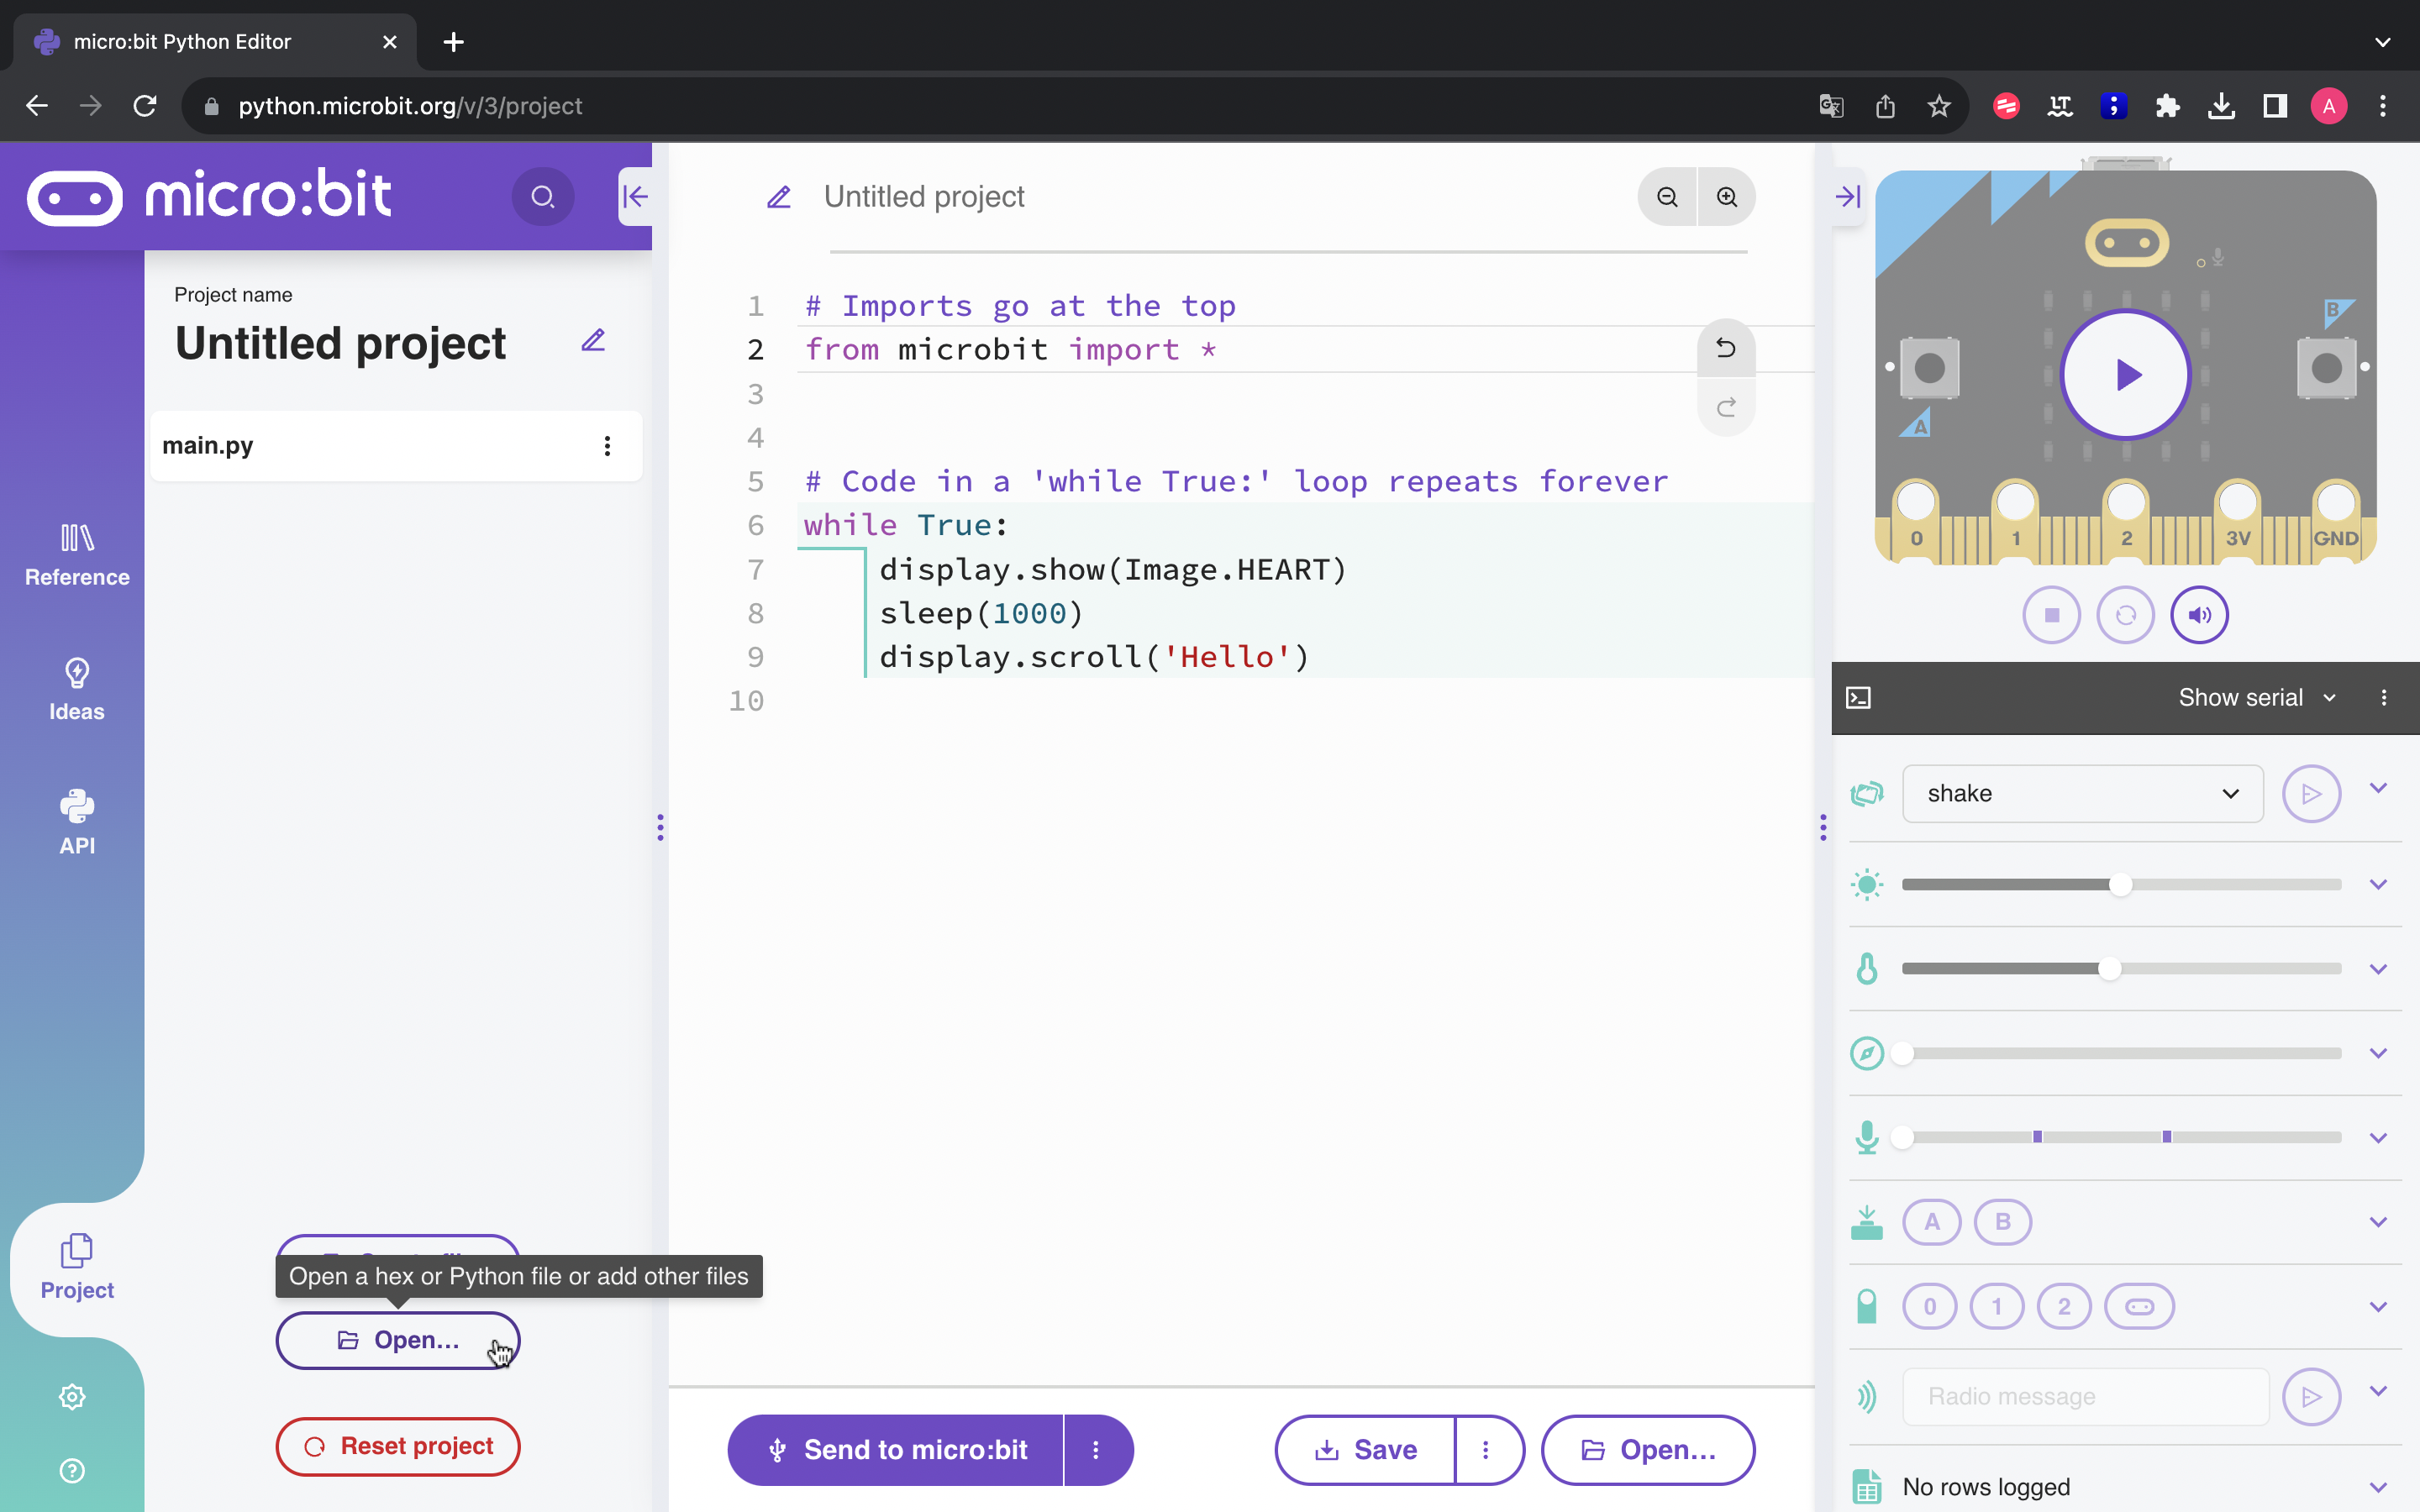 micro:bit Python Editor
python.microbit.org/v/3/project
A
micro:bit
Project name
Untitled project
main.py
Reference
Ideas
API
Project
Open a hex or Python file or add other files
Open...
Reset project
Untitled project
1 # Imports go at the top
2 from microbit import *
3
4
5 # Code in a 'while True:' loop repeats forever
6 while True:
7 display.show(Image.HEART)
8 sleep(1000)
9 display.scroll('Hello')
10
Send to micro:bit
Save
Open...
B
A
0 1 2 3V GND
Show serial
shake
A B
0 1 2
Radio message
No rows logged